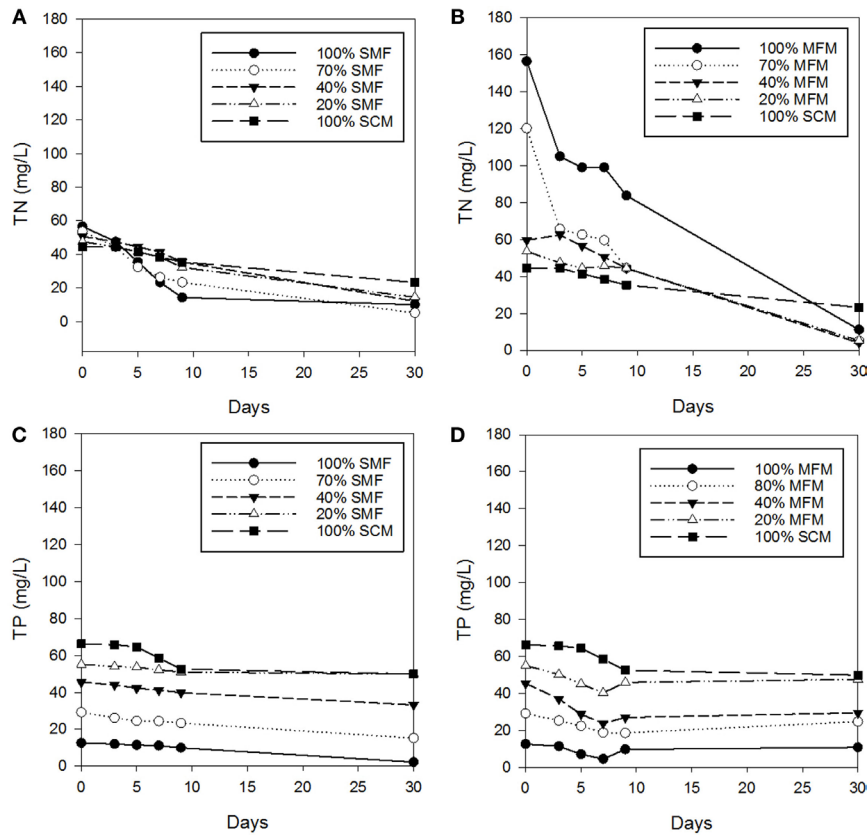 A
180
160
140
120
100
80
60
40
20
0
TN (mg/L)
100% SMF
70% SMF
40% SMF
20% SMF
100% SCM
0 5 10 15 20 25 30
Days
B
180
160
140
120
100
80
60
40
20
0
TN (mg/L)
100% MFM
70% MFM
40% MFM
20% MFM
100% SCM
0 5 10 15 20 25 30
Days
C
180
160
140
120
100
80
60
40
20
0
TP (mg/L)
100% SMF
70% SMF
40% SMF
20% SMF
100% SCM
0 5 10 15 20 25 30
Days
D
180
160
140
120
100
80
60
40
20
0
TP (mg/L)
100% MFM
80% MFM
40% MFM
20% MFM
100% SCM
0 5 10 15 20 25 30
Days